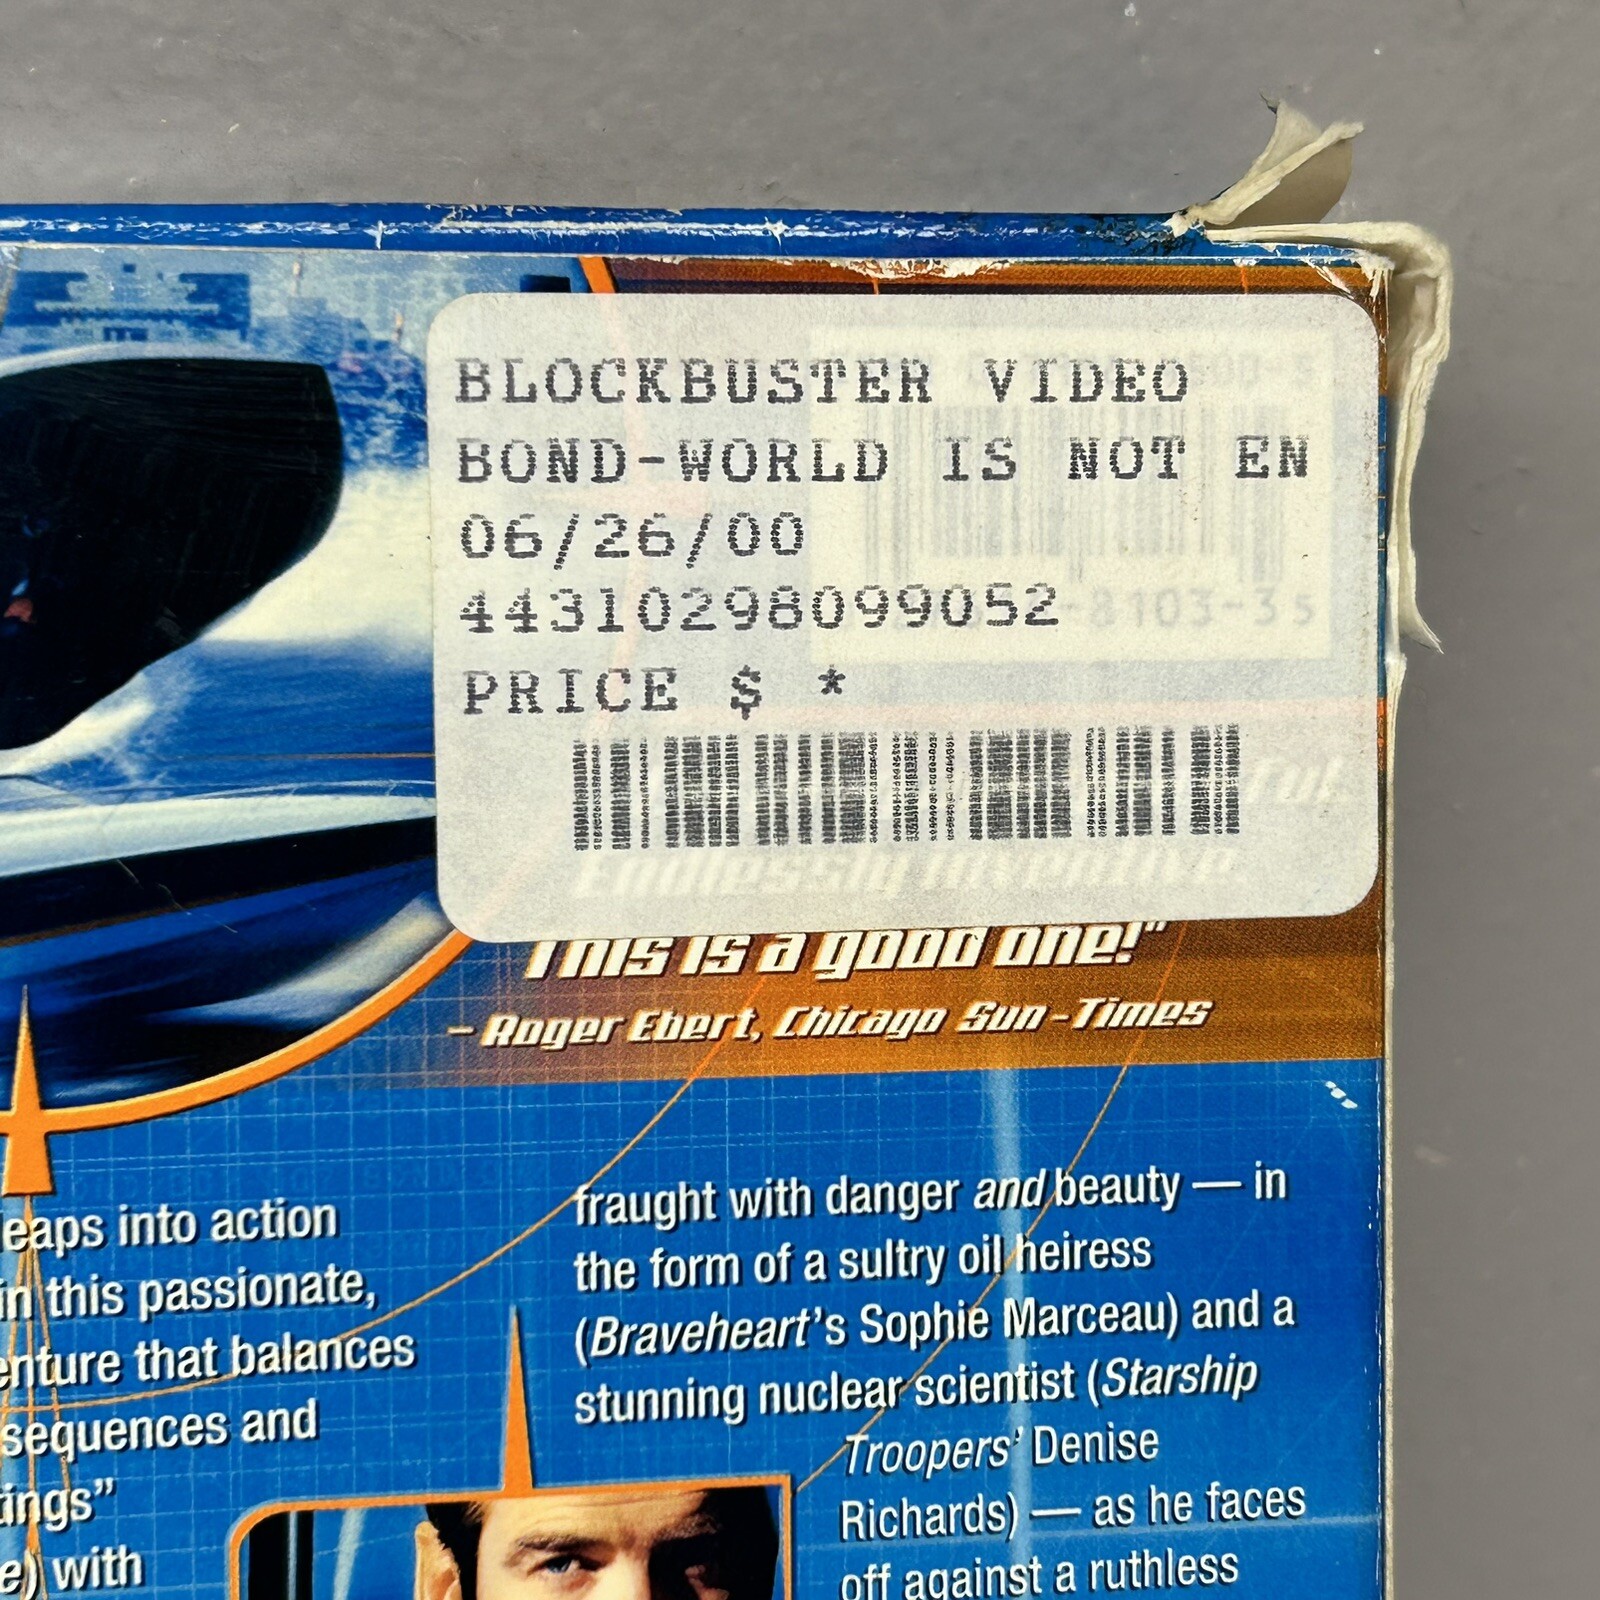 BLOCKBUSTER VIDEO
BOND-WORLD IS NOT EN
06/26/00
44310298099052
PRICE $ *
Endlessly inventive.
This is a good one!"
– Roger Ebert, Chicago Sun-Times
leaps into action
in this passionate,
enture that balances
sequences and
tings”
e) with
fraught with danger and beauty — in
the form of a sultry oil heiress
(Braveheart’s Sophie Marceau) and a
stunning nuclear scientist (Starship
Troopers’ Denise
Richards) — as he faces
off against a ruthless